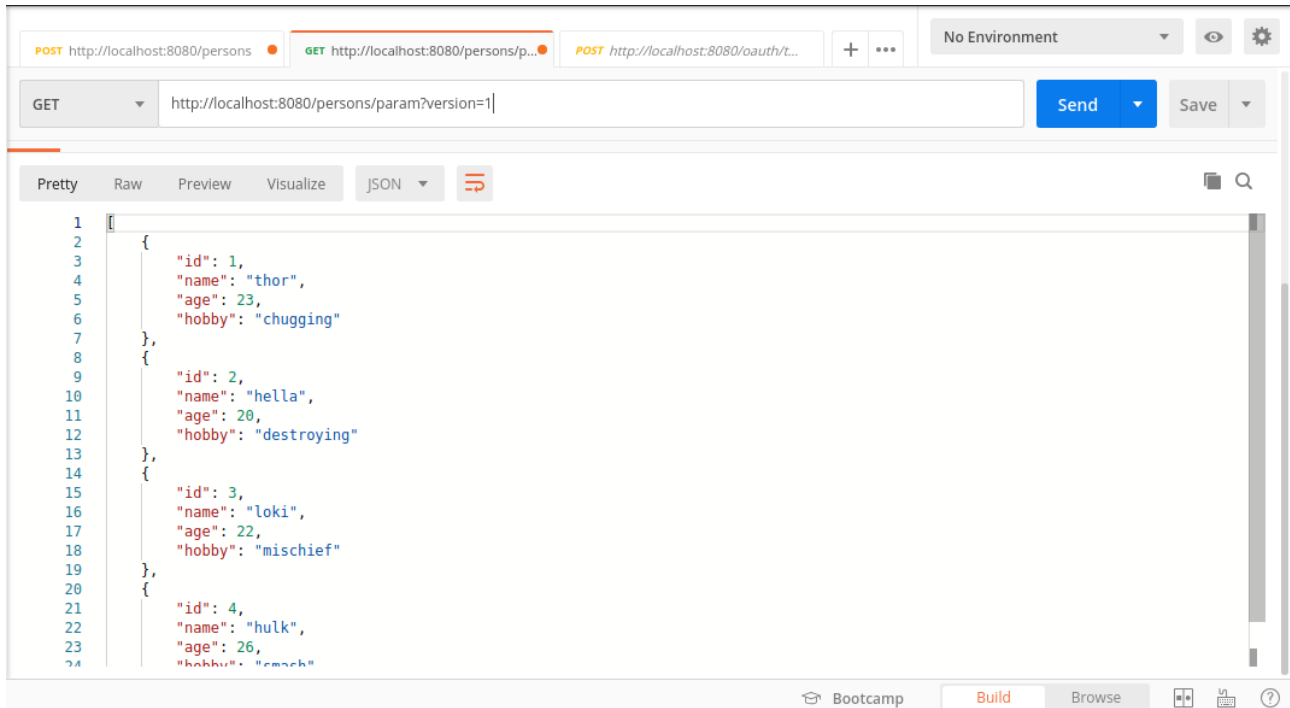 POST http://localhost:8080/persons GET http://localhost:8080/persons/p... POST http://localhost:8080/oauth/t... + ••• No Environment
GET http://localhost:8080/persons/param?version=1 Send Save
Pretty Raw Preview Visualize JSON
1 [
2 {
3 "id": 1,
4 "name": "thor",
5 "age": 23,
6 "hobby": "chugging"
7 },
8 {
9 "id": 2,
10 "name": "hella",
11 "age": 20,
12 "hobby": "destroying"
13 },
14 {
15 "id": 3,
16 "name": "loki",
17 "age": 22,
18 "hobby": "mischief"
19 },
20 {
21 "id": 4,
22 "name": "hulk",
23 "age": 26,
24 "hobby": "smash"
Bootcamp Build Browse ?